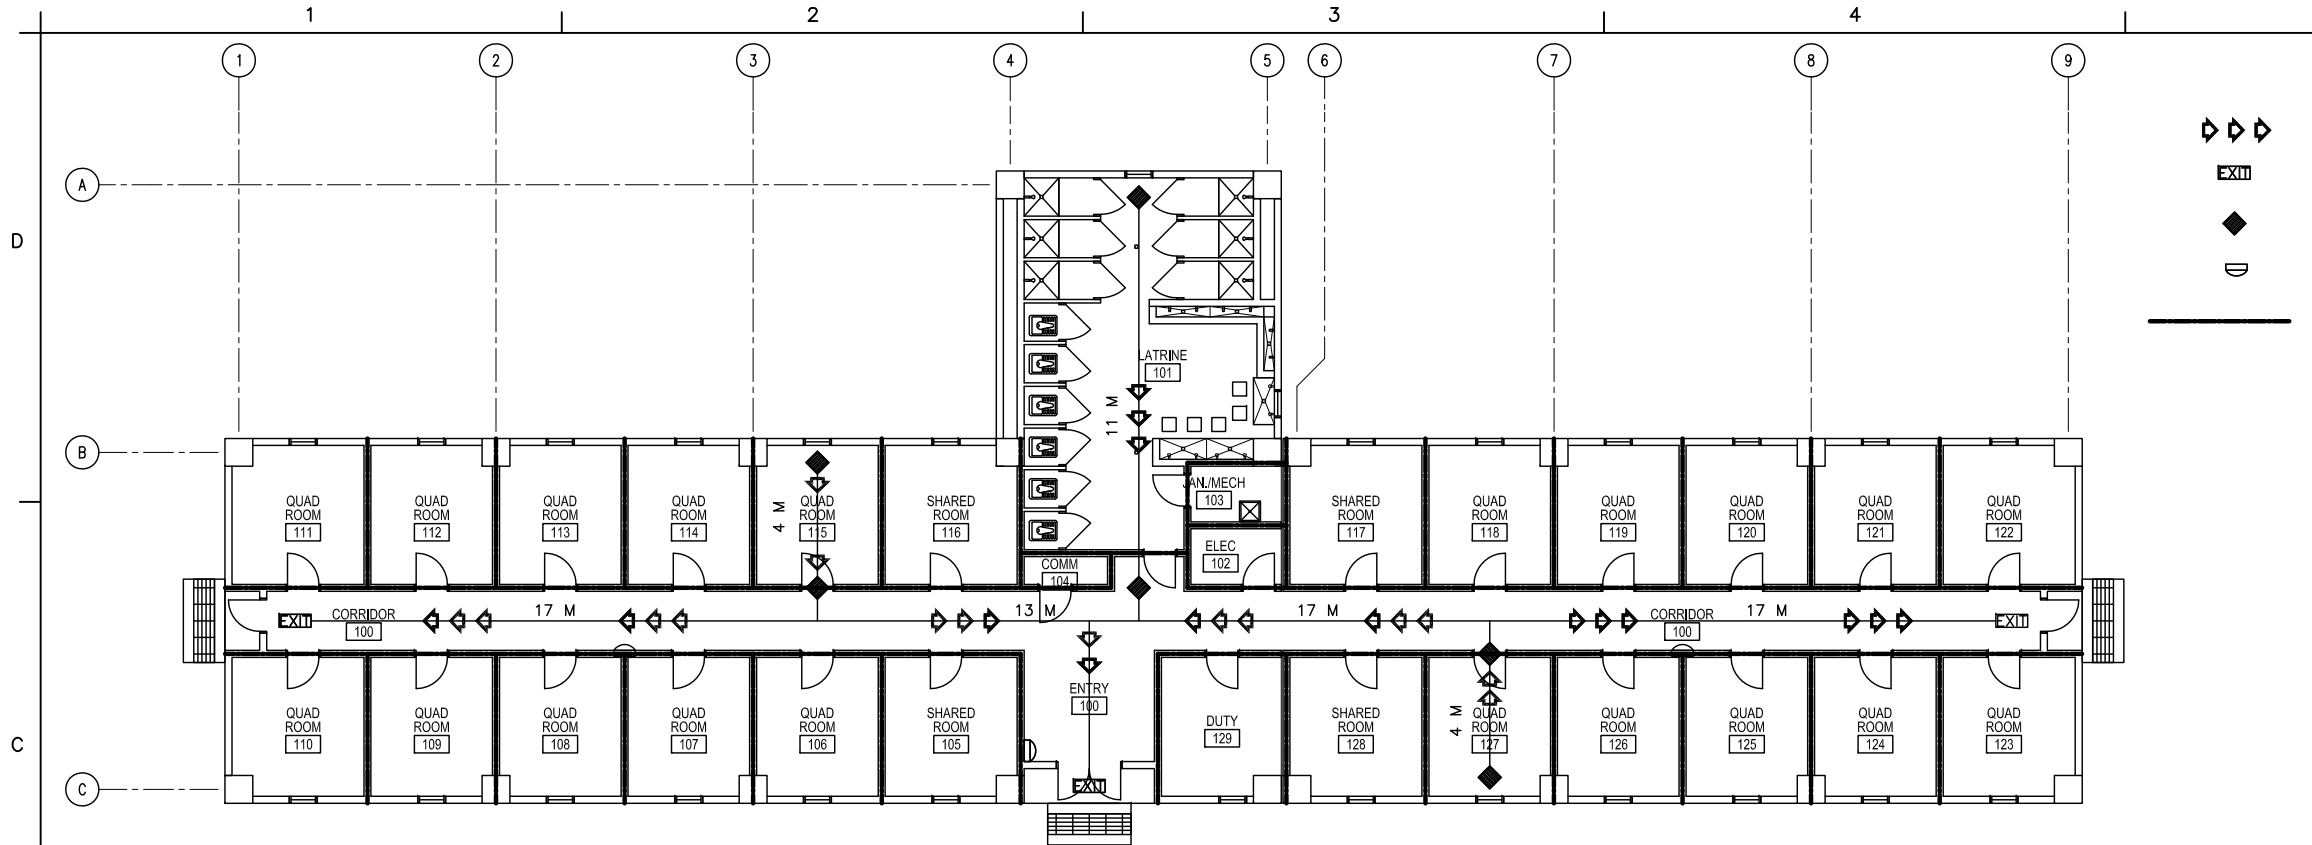 1 2 3 4
1 2 3 4 5 6 7 8 9
A
EXIT
D
LATRINE
101
11 M
B
QUAD ROOM 111
QUAD ROOM 112
QUAD ROOM 113
QUAD ROOM 114
4 M
QUAD ROOM 115
SHARED ROOM 116
JAN./MECH
103
SHARED ROOM 117
QUAD ROOM 118
QUAD ROOM 119
QUAD ROOM 120
QUAD ROOM 121
QUAD ROOM 122
ELEC
102
COMM
104
EXIT
CORRIDOR
100
17 M
13 M
17 M
CORRIDOR
100
17 M
EXIT
ENTRY
100
QUAD ROOM 110
QUAD ROOM 109
QUAD ROOM 108
QUAD ROOM 107
QUAD ROOM 106
SHARED ROOM 105
DUTY
129
SHARED ROOM 128
4 M
QUAD ROOM 127
QUAD ROOM 126
QUAD ROOM 125
QUAD ROOM 124
QUAD ROOM 123
C
C
EXIT